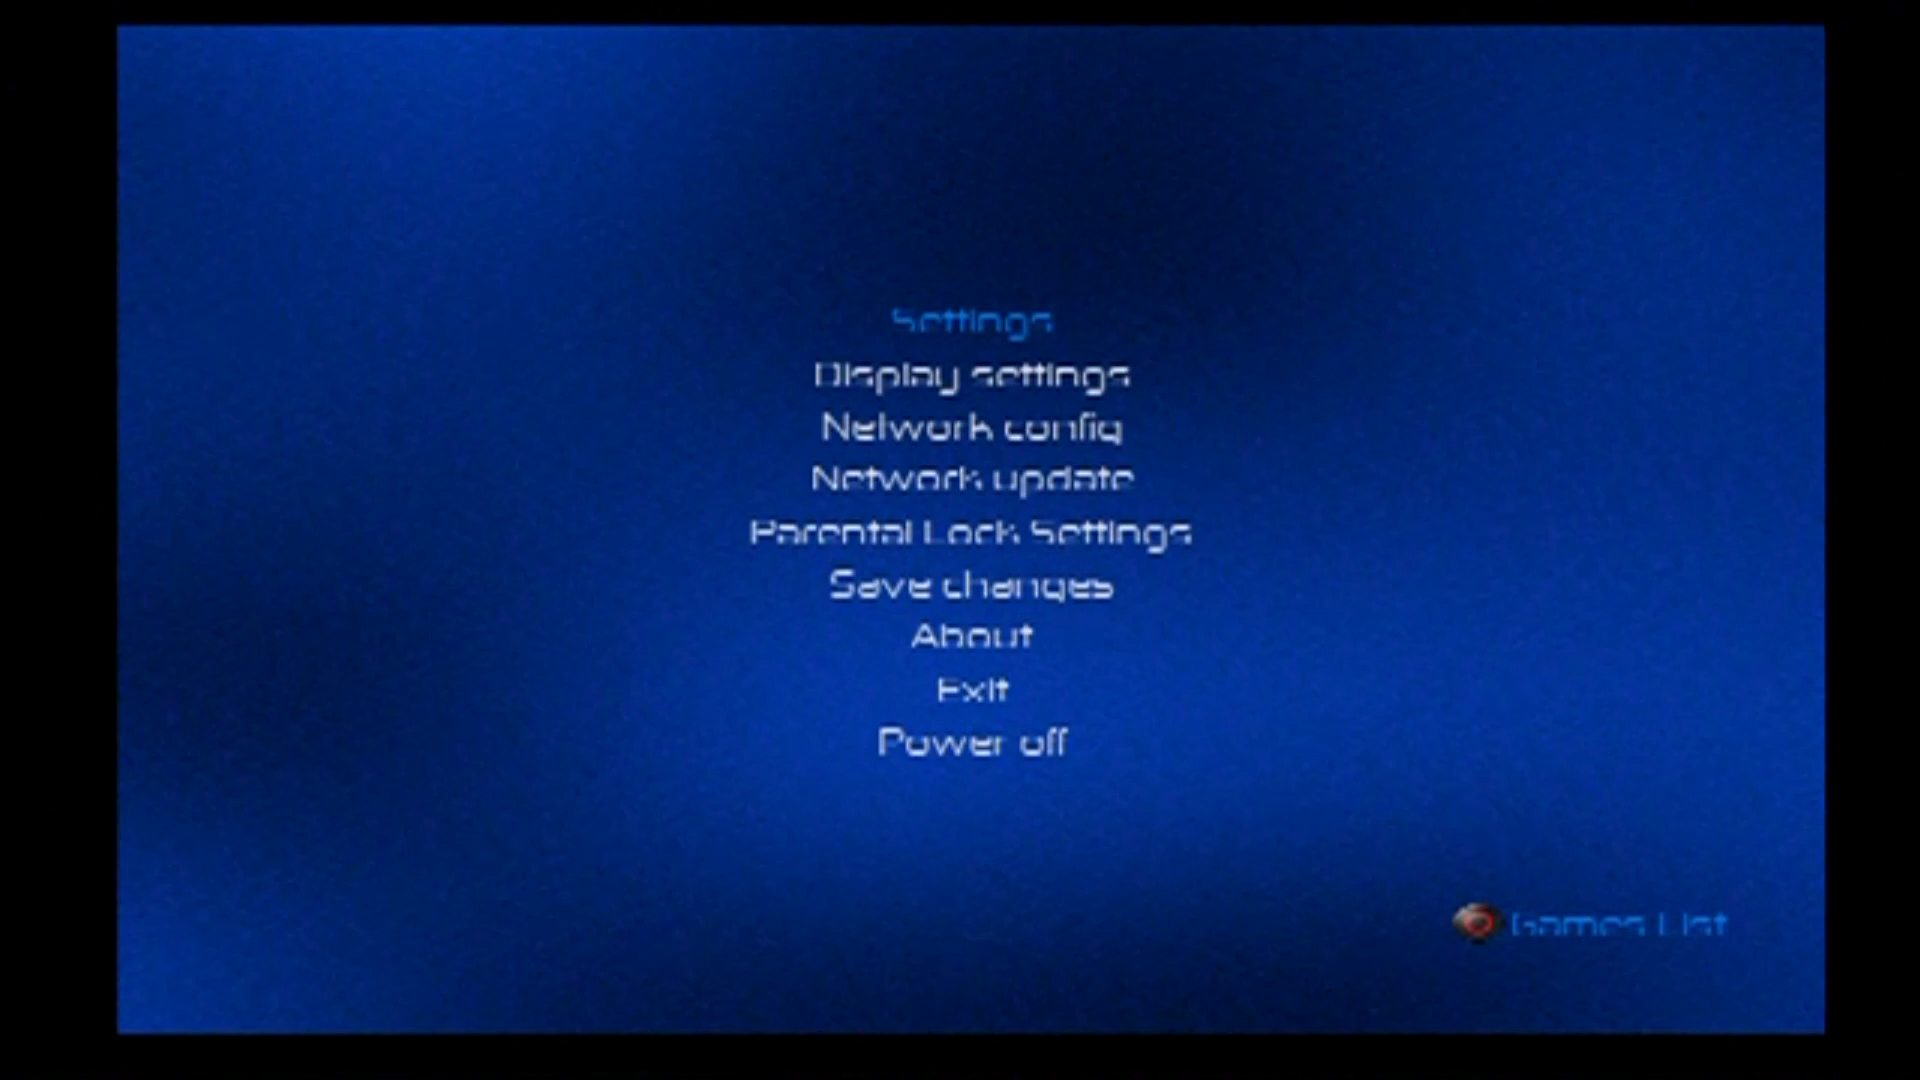 Settings
Display settings
Network config
Network update
Parental Lock Settings
Save changes
About
Exit
Power off
Games List